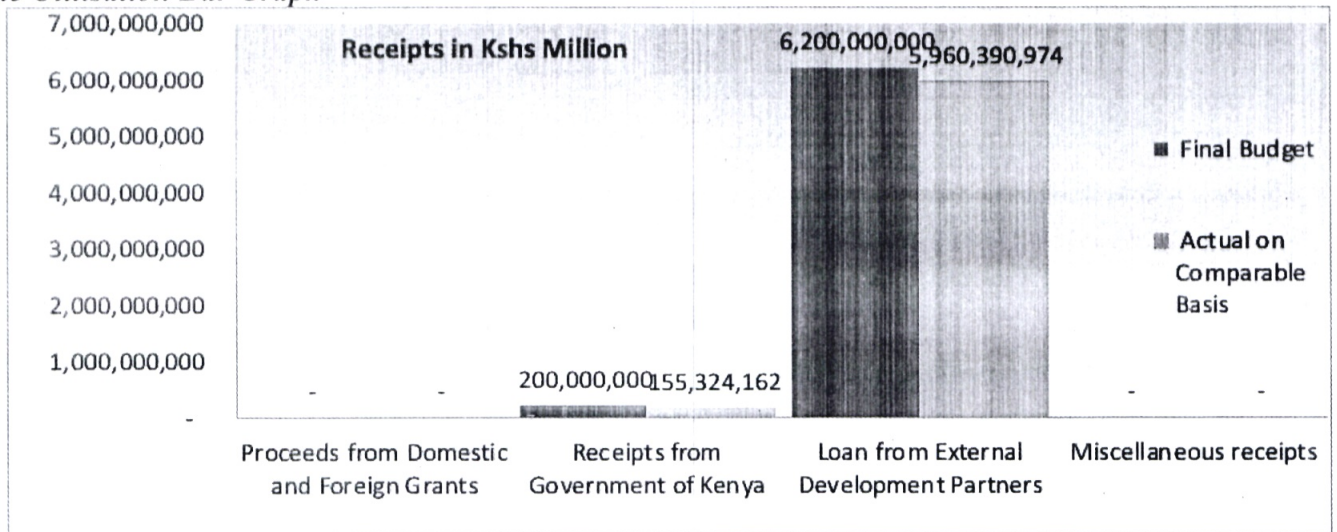 7,000,000,000
Receipts in Kshs Million
6,200,000,000
5,960,390,974
6,000,000,000
5,000,000,000
Final Budget
4,000,000,000
3,000,000,000
Actual on
Comparable
Basis
2,000,000,000
1,000,000,000
200,000,000
155,324,162
-
-
-
-
-
Proceeds from Domestic
and Foreign Grants
Receipts from
Government of Kenya
Loan from External
Development Partners
Miscellaneous receipts